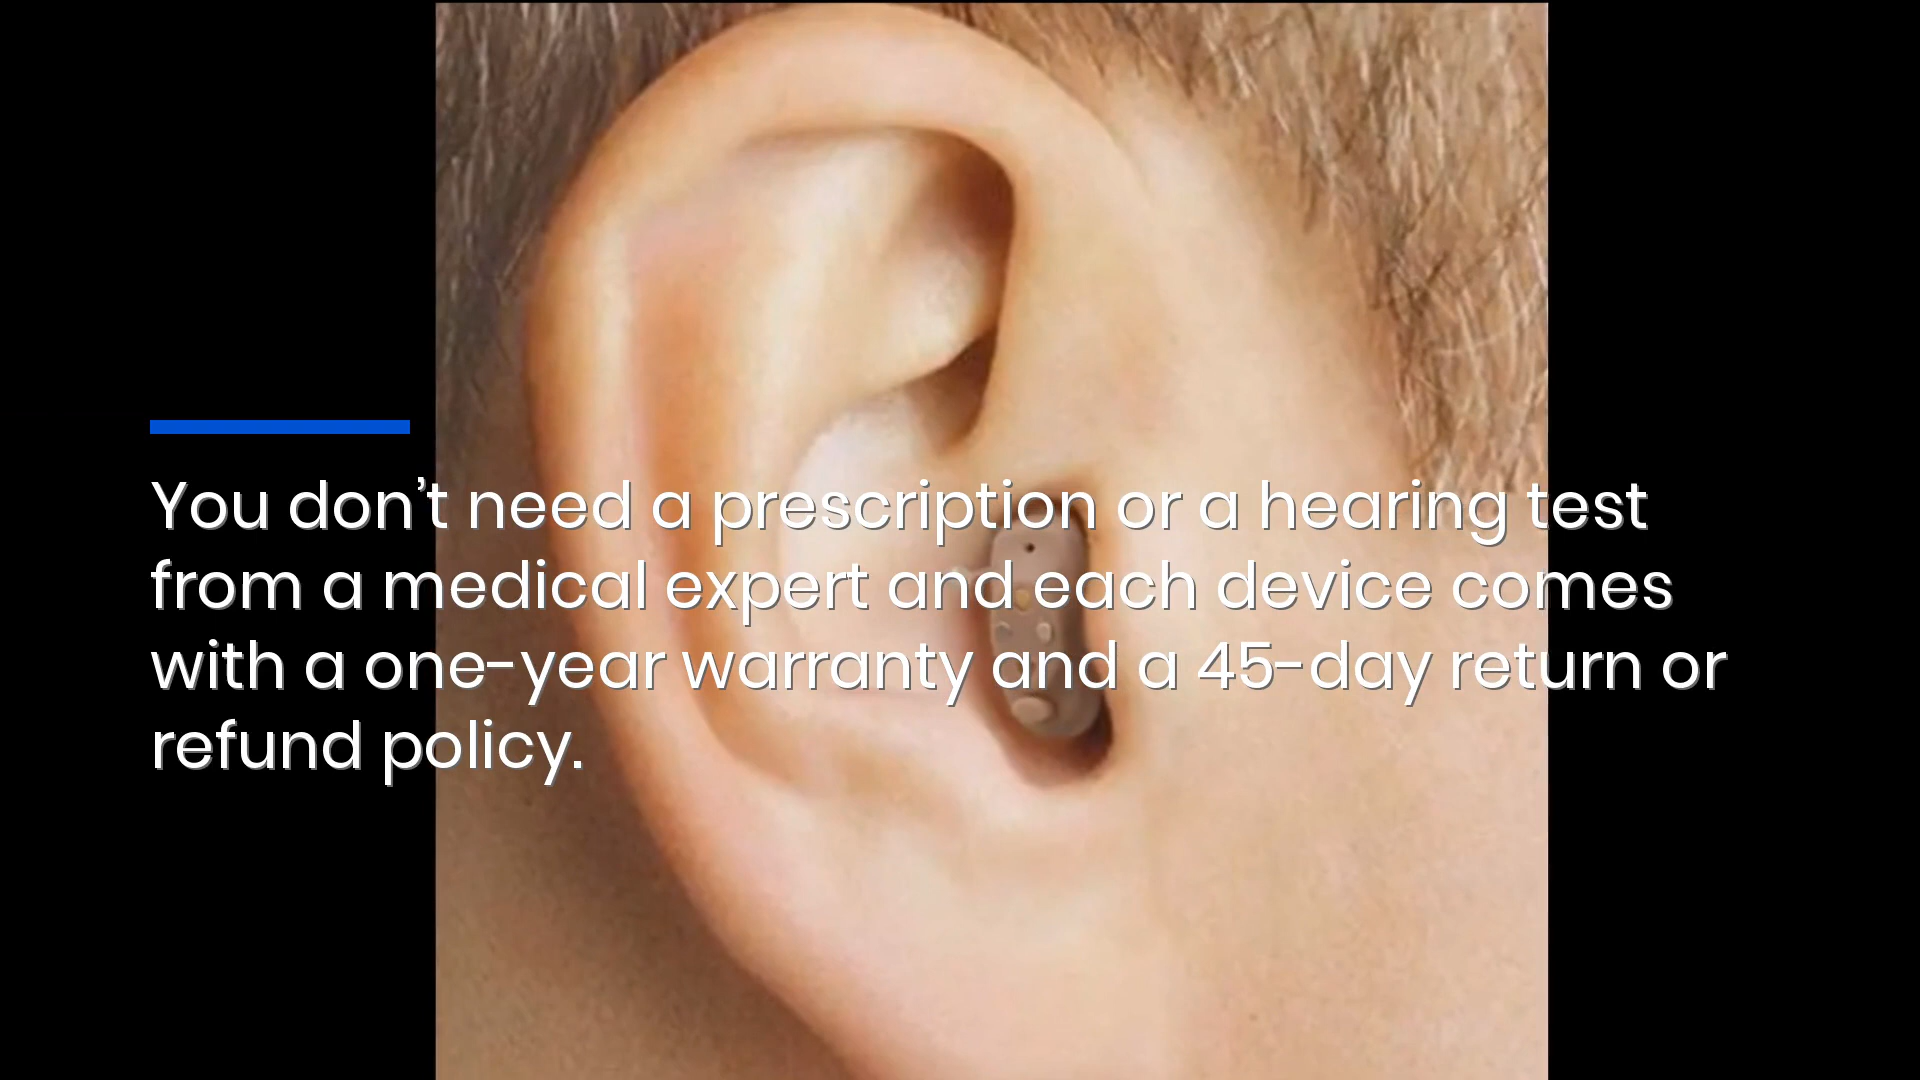 You don’t need a prescription or a hearing test
from a medical expert and each device comes
with a one-year warranty and a 45-day return or
refund policy.